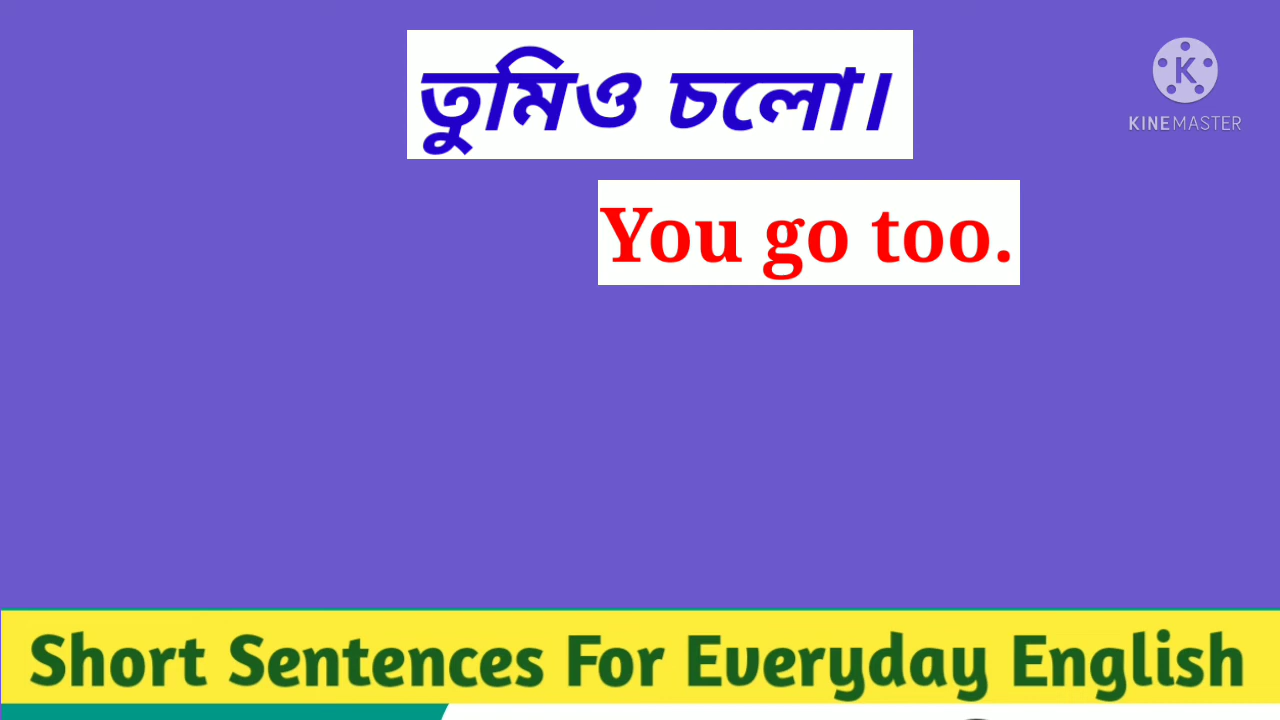 তুমিও চলো।
K
KINEMASTER
You go too.
Short Sentences For Everyday English